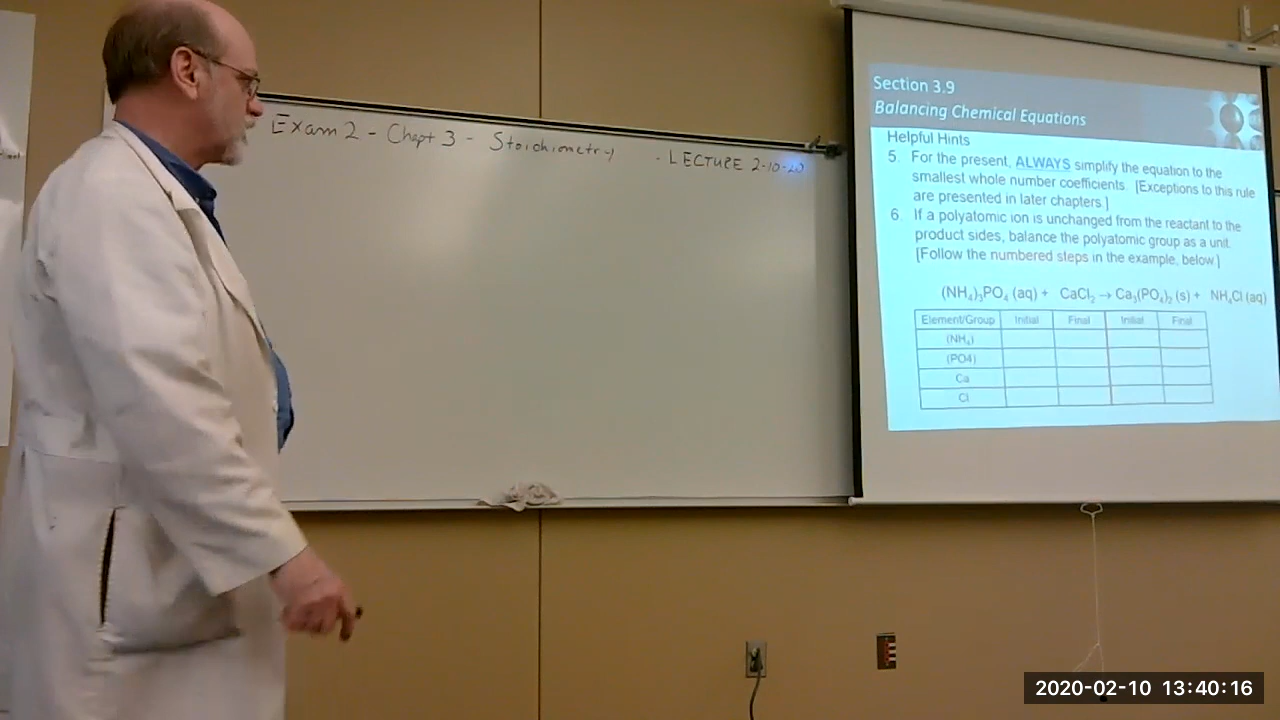 Exam 2 - Chept 3 - Stoichiometry - LECTURE 2-10-20
Section 3.9
Balancing Chemical Equations
Helpful Hints
5. For the present, ALWAYS simplify the equation to the
smallest whole number coefficients. [Exceptions to this rule
are presented in later chapters.]
6. If a polyatomic ion is unchanged from the reactant to the
product sides, balance the polyatomic group as a unit.
[Follow the numbered steps in the example, below.]
(NH₄)₃PO₄ (aq) + CaCl₂ → Ca₃(PO₄)₂ (s) + NH₄Cl (aq)
Element/Group Initial Final Initial Final
(NH₄)
(PO4)
Ca
Cl
2020-02-10 13:40:16